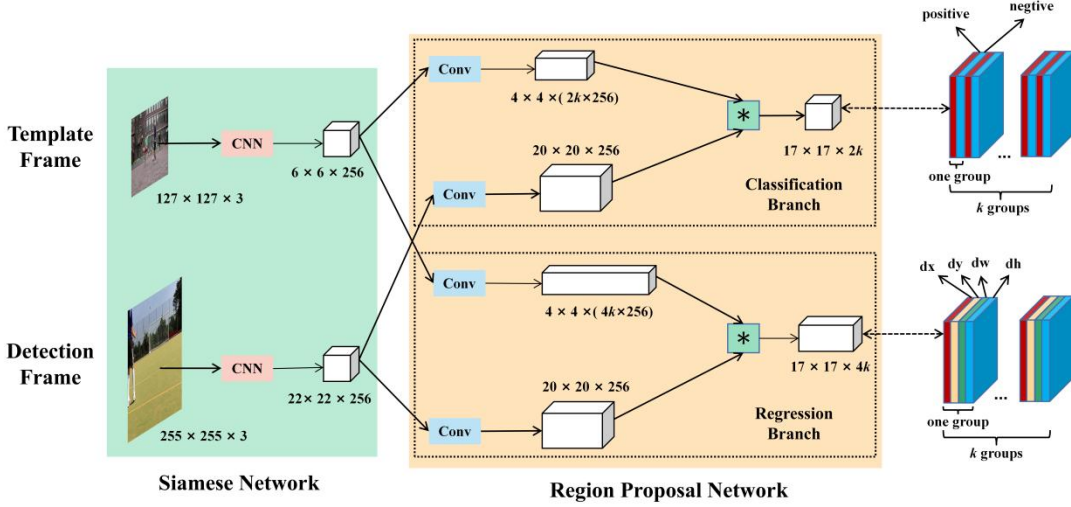 Template
Frame
CNN
127 × 127 × 3
6 × 6 × 256
Detection
Frame
CNN
255 × 255 × 3
22× 22 × 256
Siamese Network
Conv
4 × 4 ×( 2k×256)
Conv
20 × 20 × 256
*
17 × 17 × 2k
Classification
Branch
Conv
4 × 4 ×( 4k×256)
Conv
20 × 20 × 256
*
17 × 17 × 4k
Regression
Branch
Region Proposal Network
positive
negtive
...
one group
k groups
dx
dy
dw
dh
...
one group
k groups